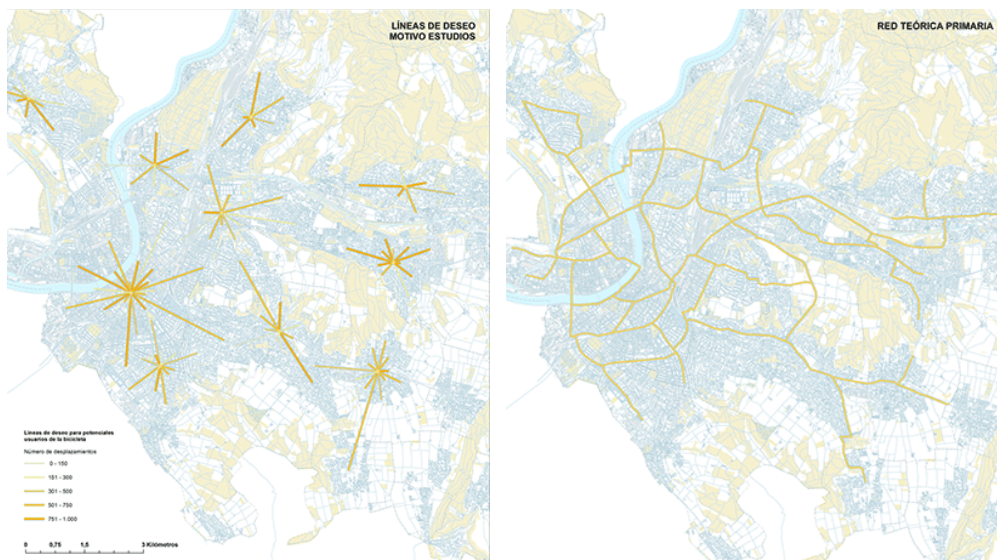 LÍNEAS DE DESEO
MOTIVO ESTUDIOS
Líneas de deseo para potenciales
usuarios de la bicicleta
Número de desplazamientos
0 - 150
151 - 300
301 - 500
501 - 750
751 - 1.000
0 0,75 1,5 3 Kilómetros
RED TEÓRICA PRIMARIA